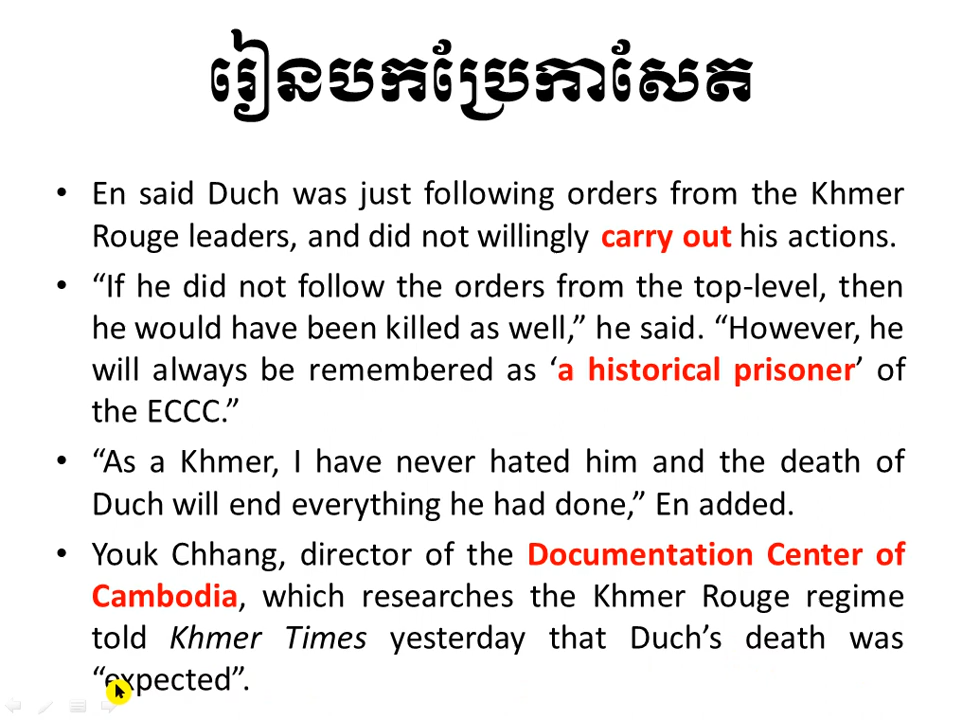 រៀនបកប្រែកាសែត
• En said Duch was just following orders from the Khmer
Rouge leaders, and did not willingly carry out his actions.
• “If he did not follow the orders from the top-level, then
he would have been killed as well,” he said. “However, he
will always be remembered as ‘a historical prisoner’ of
the ECCC.”
• “As a Khmer, I have never hated him and the death of
Duch will end everything he had done,” En added.
• Youk Chhang, director of the Documentation Center of
Cambodia, which researches the Khmer Rouge regime
told Khmer Times yesterday that Duch’s death was
“expected”.